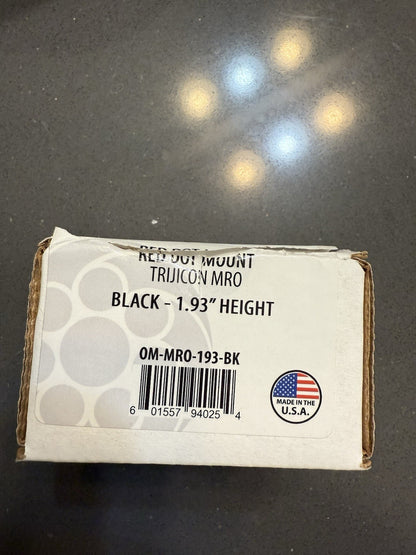 RED DOT MOUNT
TRIJICON MRO
BLACK - 1.93" HEIGHT
OM-MRO-193-BK
6 01557 94025 4
MADE IN THE
U.S.A.